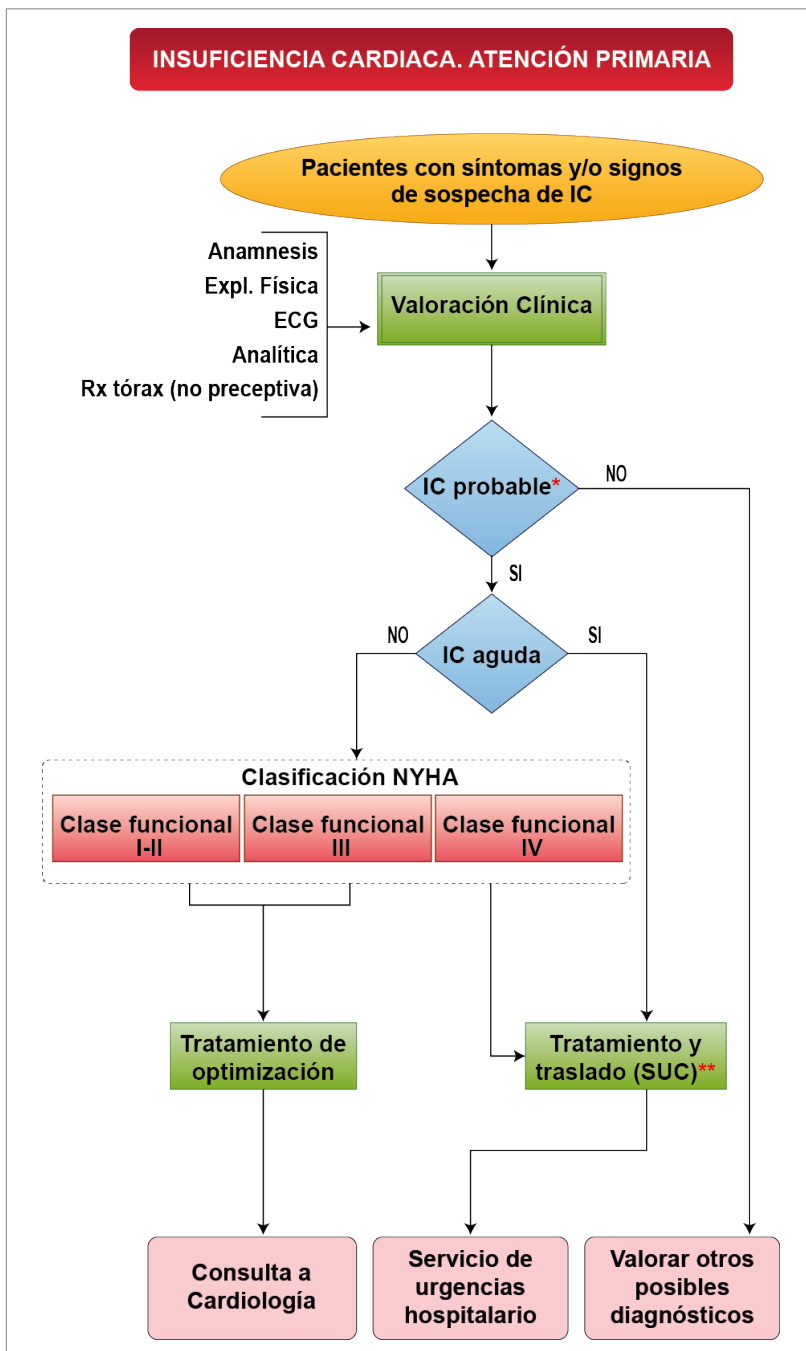 INSUFICIENCIA CARDIACA. ATENCIÓN PRIMARIA
Pacientes con síntomas y/o signos
de sospecha de IC
Anamnesis
Expl. Física
ECG
Analítica
Rx tórax (no preceptiva)
Valoración Clínica
IC probable*
NO
SI
IC aguda
NO
SI
Clasificación NYHA
Clase funcional
I-II
Clase funcional
III
Clase funcional
IV
Tratamiento de
optimización
Tratamiento y
traslado (SUC)**
Consulta a
Cardiología
Servicio de
urgencias
hospitalario
Valorar otros
posibles
diagnósticos